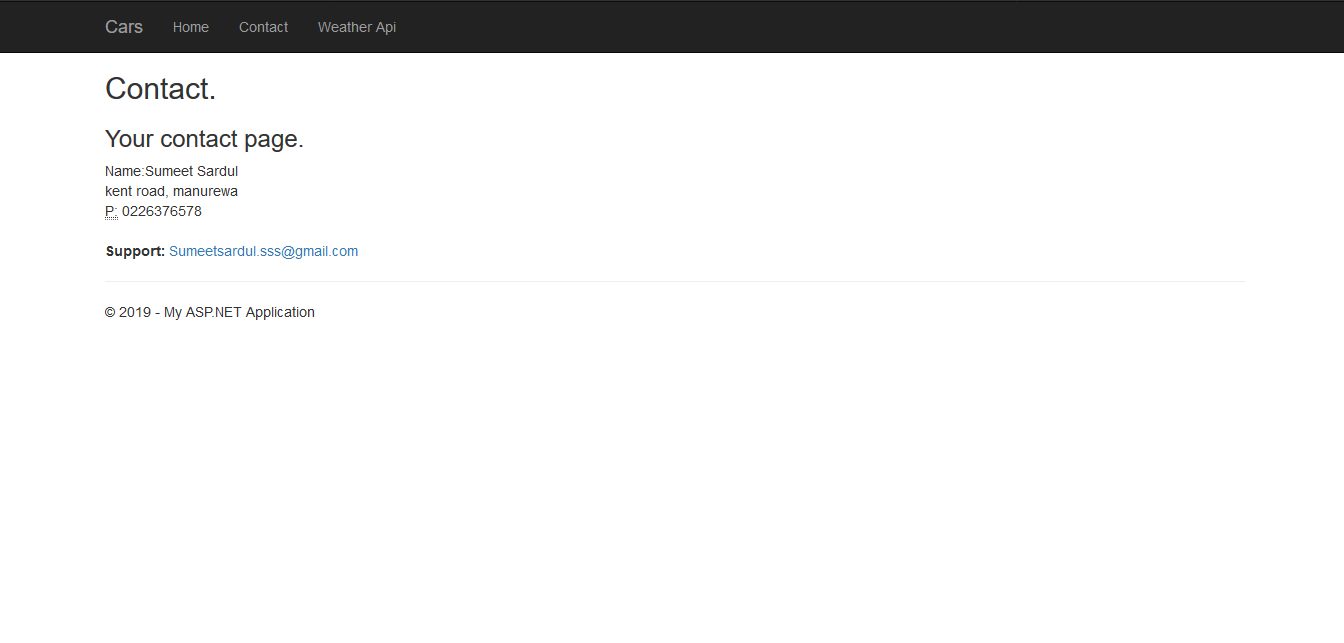 Cars Home Contact Weather Api
Contact.
Your contact page.
Name:Sumeet Sardul
kent road, manurewa
P: 0226376578
Support: Sumeetsardul.sss@gmail.com
© 2019 - My ASP.NET Application